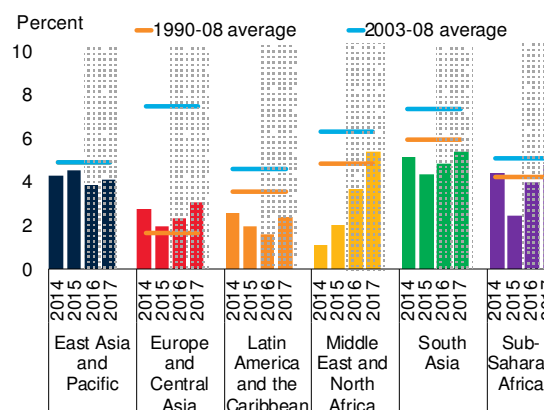 Percent
1990-08 average
2003-08 average
10
8
6
4
2
0
2014 2015 2016 2017 2014 2015 2016 2017 2014 2015 2016 2017 2014 2015 2016 2017 2014 2015 2016 2017 2014 2015 2016 2017
East Asia
and
Pacific
Europe
and
Central
Asia
Latin
America
and the
Caribbean
Middle
East and
North
Africa
South
Asia
Sub-
Saharan
Africa